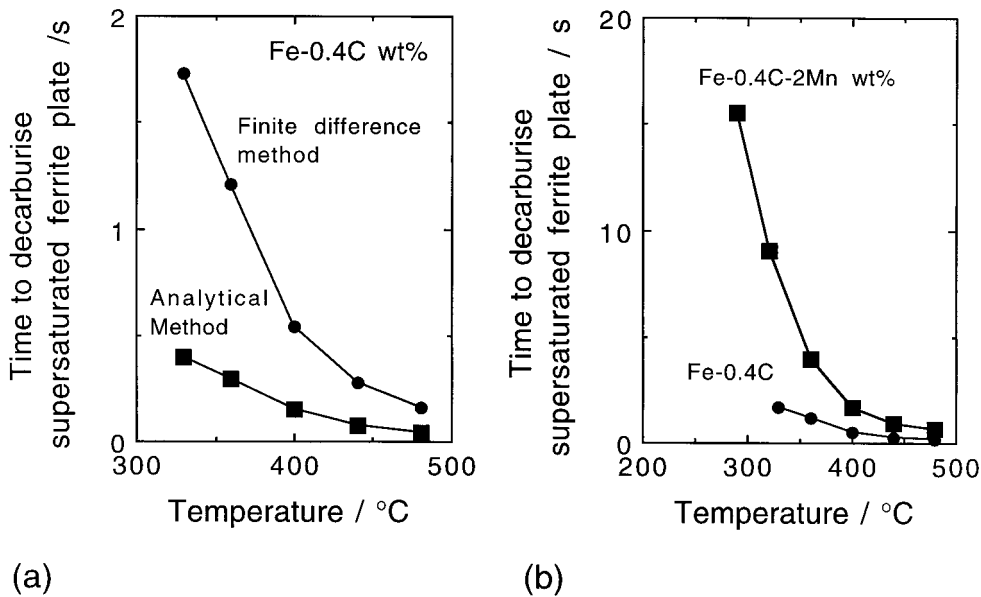 Time to decarburise
supersaturated ferrite plate /s
2
1
0
Fe-0.4C wt%
Finite difference
method
Analytical
Method
300
400
500
Temperature / °C
(a)
Time to decarburise
supersaturated ferrite plate / s
20
10
0
Fe-0.4C-2Mn wt%
Fe-0.4C
200
300
400
500
Temperature / °C
(b)